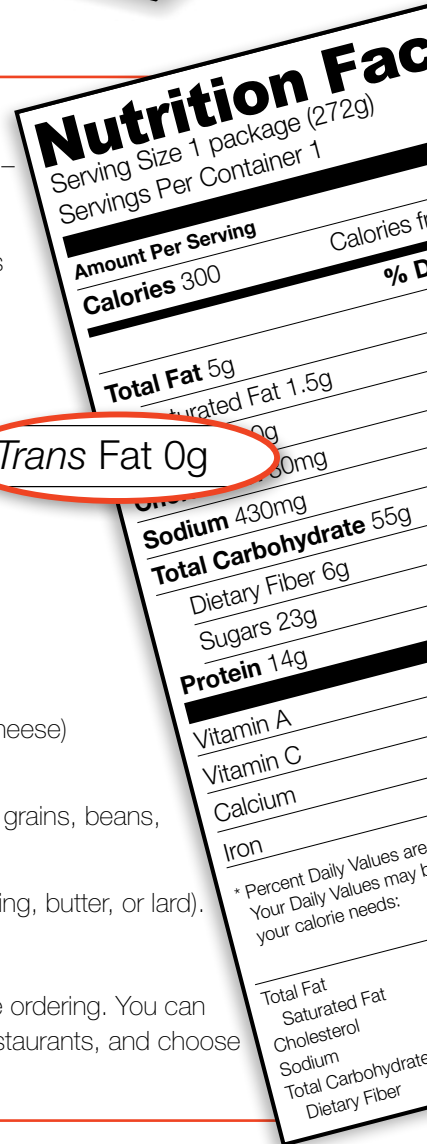 Nutrition Fac
Serving Size 1 package (272g)
Servings Per Container 1
Amount Per Serving
Calories 300 Calories fr
% D
Total Fat 5g
urated Fat 1.5g
Trans Fat 0g
0g
30mg
Sodium 430mg
Total Carbohydrate 55g
Dietary Fiber 6g
Sugars 23g
Protein 14g
Vitamin A
Vitamin C
Calcium
Iron
* Percent Daily Values are
Your Daily Values may b
your calorie needs:
Total Fat
Saturated Fat
Cholesterol
Sodium
Total Carbohydrate
Dietary Fiber
–
s
heese)
grains, beans,
ing, butter, or lard).
e ordering. You can
staurants, and choose